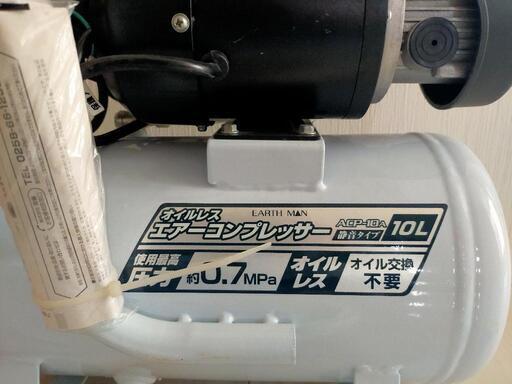 EARTH MAN
オイルレス
エアーコンプレッサー
ACP-10A
静音タイプ
10L
使用最高
圧力 約0.7MPa
オイル
レス
オイル交換
不要